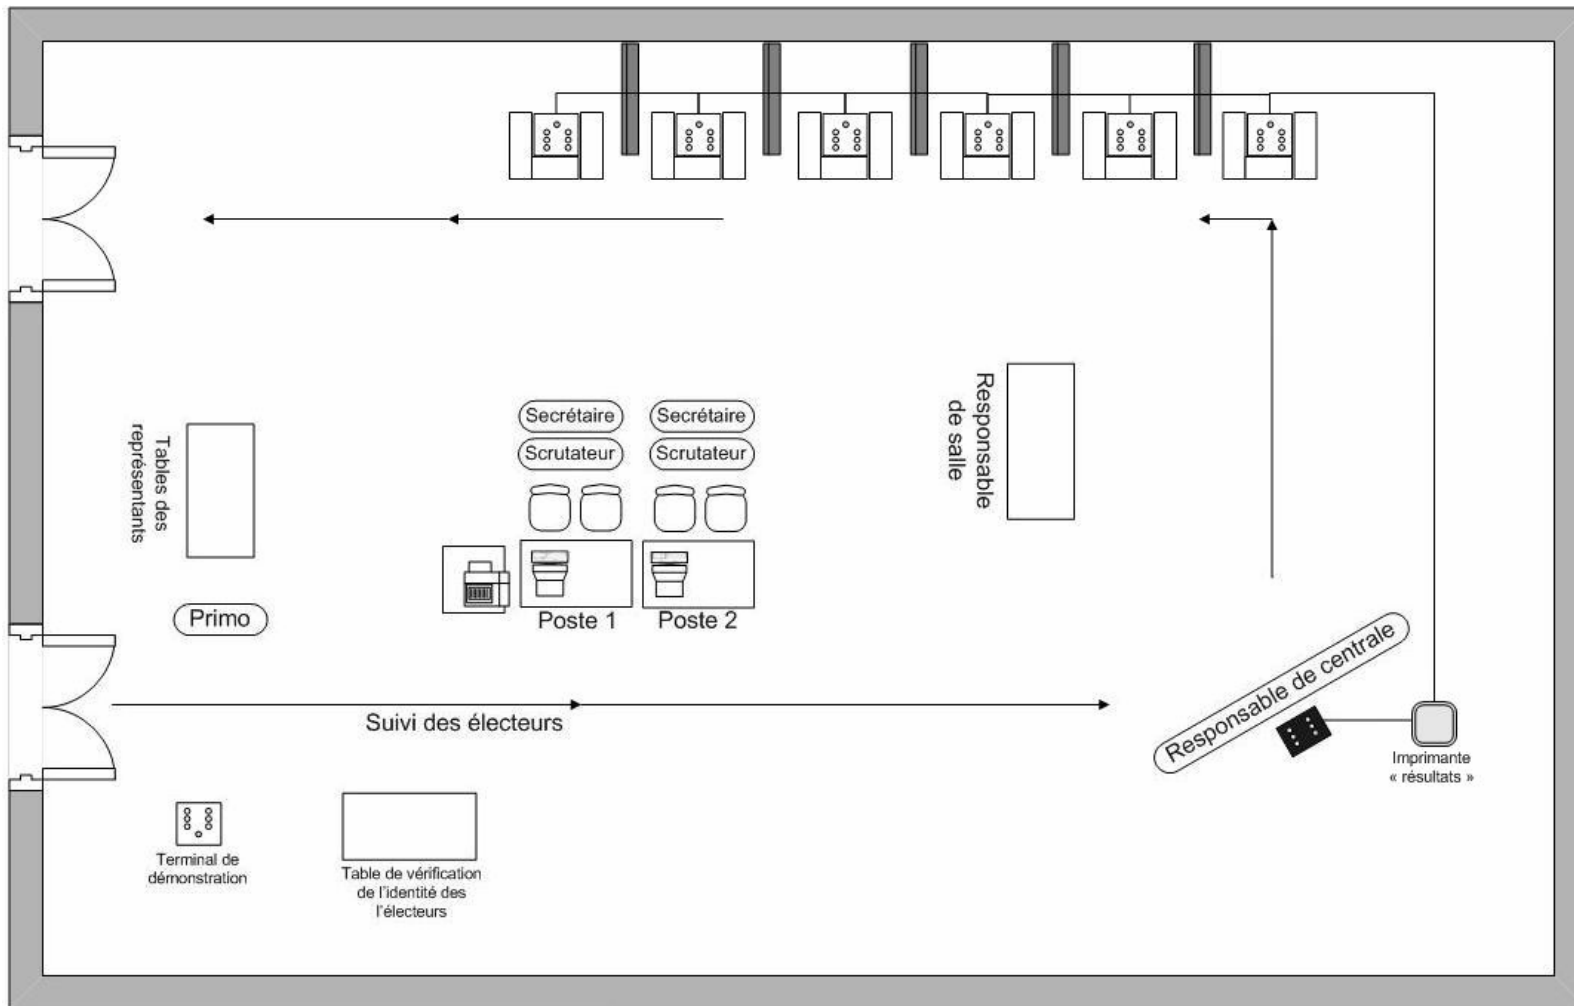 Secrétaire
Secrétaire
Scrutateur
Scrutateur
Responsable
de salle
Tables des
représentants
Primo
Poste 1
Poste 2
Suivi des électeurs
Responsable de centrale
Imprimante
« résultats »
Terminal de
démonstration
Table de vérification
de l'identité des
l'électeurs